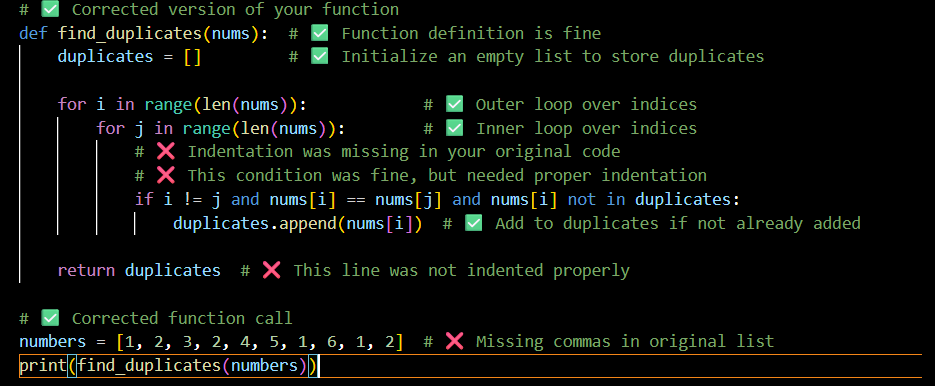 # ✅ Corrected version of your function
def find_duplicates(nums):  # ✅ Function definition is fine
    duplicates = []         # ✅ Initialize an empty list to store duplicates
    for i in range(len(nums)):            # ✅ Outer loop over indices
        for j in range(len(nums)):        # ✅ Inner loop over indices
            # ❌ Indentation was missing in your original code
            # ❌ This condition was fine, but needed proper indentation
            if i != j and nums[i] == nums[j] and nums[i] not in duplicates:
                duplicates.append(nums[i])  # ✅ Add to duplicates if not already added
    return duplicates  # ❌ This line was not indented properly
# ✅ Corrected function call
numbers = [1, 2, 3, 2, 4, 5, 1, 6, 1, 2]  # ❌ Missing commas in original list
print(find_duplicates(numbers))